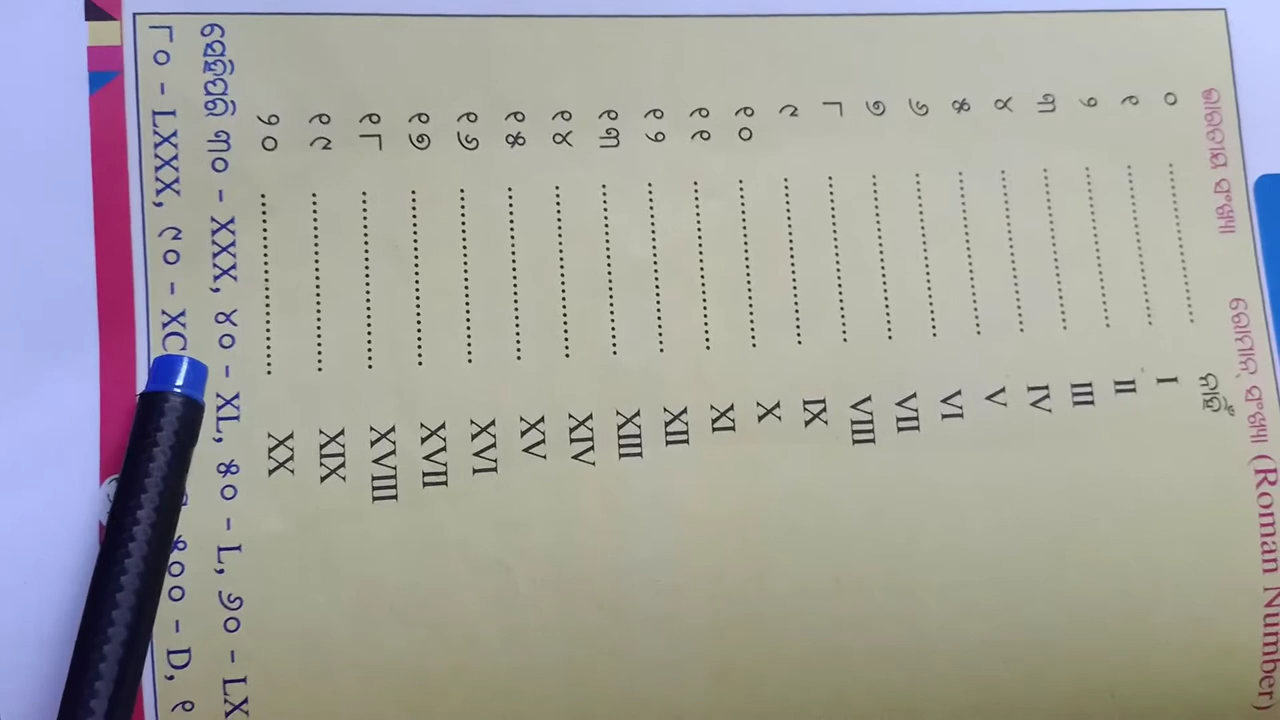 ଭାରତୀୟ ସଂଖ୍ୟା ରୋମାନ୍ ସଂଖ୍ୟା (Roman Number)
୦ ........................ ନାହିଁ
୧ ........................ I
୨ ........................ II
୩ ........................ III
୪ ........................ IV
୫ ........................ V
୬ ........................ VI
୭ ........................ VII
୮ ........................ VIII
୯ ........................ IX
୧୦ ........................ X
୧୧ ........................ XI
୧୨ ........................ XII
୧୩ ........................ XIII
୧୪ ........................ XIV
୧୫ ........................ XV
୧୬ ........................ XVI
୧୭ ........................ XVII
୧୮ ........................ XVIII
୧୯ ........................ XIX
୨୦ ........................ XX
ସେହିପରି ୩୦ - XXX, ୪୦ - XL, ୫୦ - L, ୬୦ - LX
୮୦ - LXXX, ୯୦ - XC ୫୦୦ - D, ୧